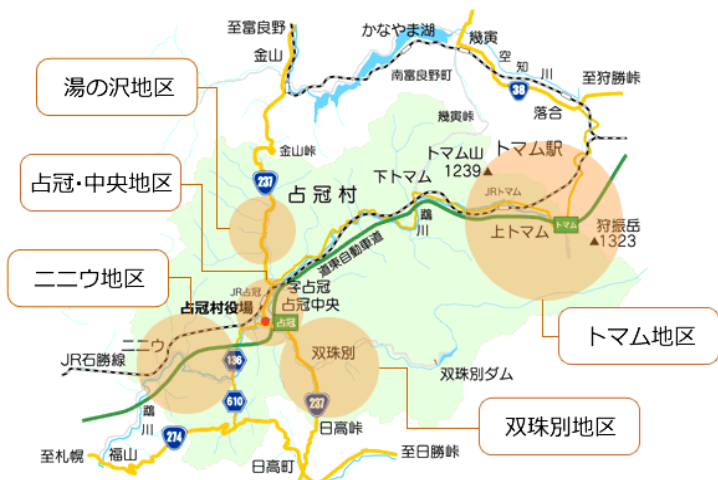 至富良野
金山
かなやま湖
幾寅
空知川
南富良野町
38
至狩勝峠
落合
幾寅峠
湯の沢地区
金山峠
237
占冠村
トマム山
1239
トマム駅
下トマム
JRトマム
占冠・中央地区
鵡川
上トマム
トマム
狩振岳
1323
道東自動車道
ニニウ地区
JR占冠
字占冠
占冠村役場
占冠中央
占冠
トマム地区
ニニウ
JR石勝線
136
双珠別
双珠別ダム
610
237
鵡川
274
日高峠
双珠別地区
至札幌
福山
日高町
至日勝峠